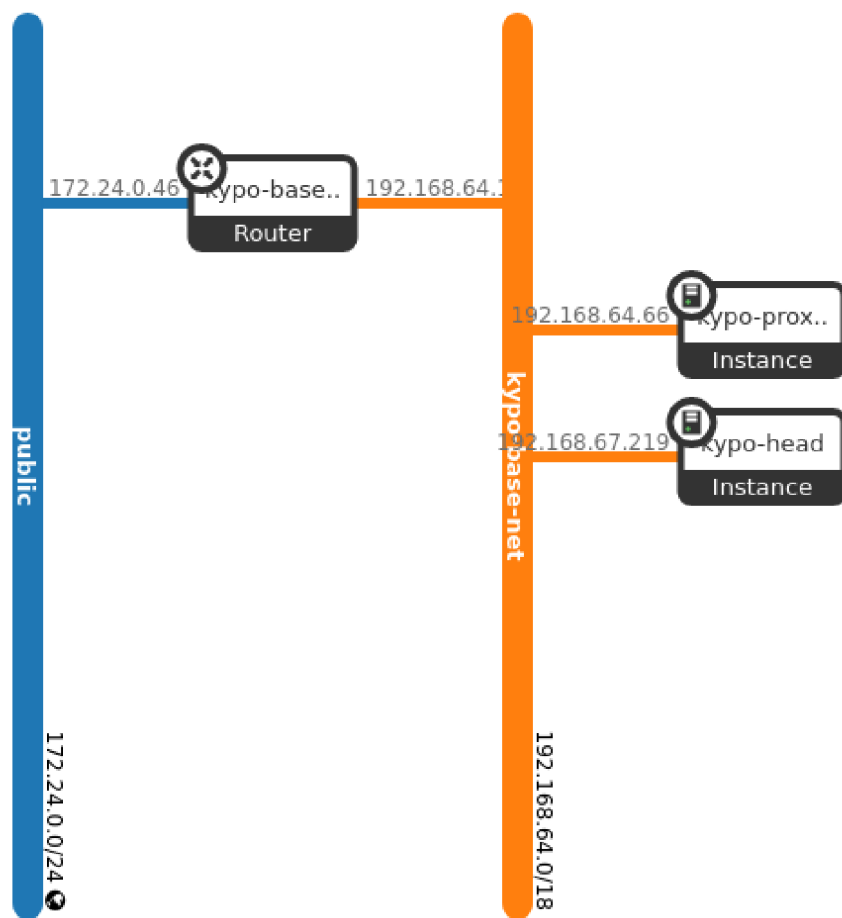 172.24.0.46
kypo-base..
Router
192.168.64.1
192.168.64.66
kypo-prox..
Instance
192.168.67.219
kypo-head
Instance
public
kypo-base-net
172.24.0.0/24
192.168.64.0/18